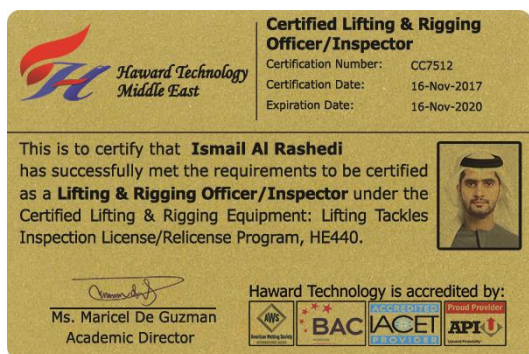 Haward Technology
Middle East
Certified Lifting & Rigging
Officer/Inspector
Certification Number: CC7512
Certification Date: 16-Nov-2017
Expiration Date: 16-Nov-2020
This is to certify that Ismail Al Rashedi
has successfully met the requirements to be certified
as a Lifting & Rigging Officer/Inspector under the
Certified Lifting & Rigging Equipment: Lifting Tackles
Inspection License/Relicense Program, HE440.
Ms. Maricel De Guzman
Academic Director
Haward Technology is accredited by:
AWS
American Welding Society
BAC
ACCREDITED
IACET
PROVIDER
Proud Provider
API U